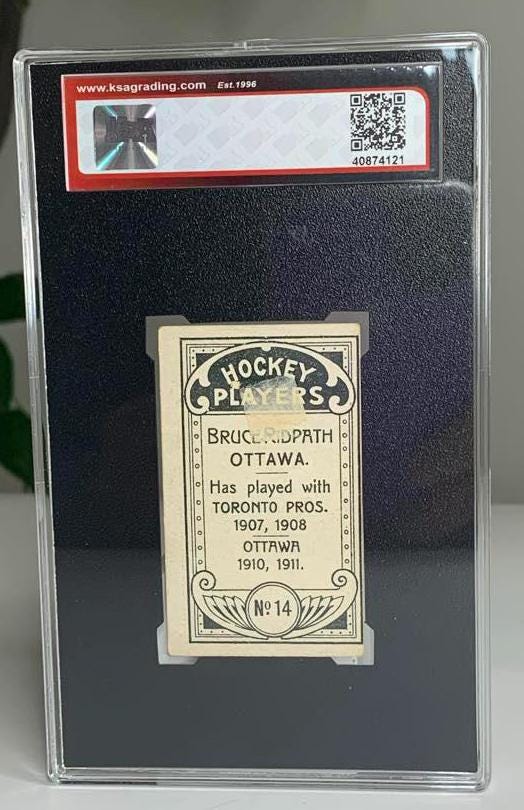 www.ksagrading.com Est.1996
40874121
HOCKEY
PLAYERS
BRUCE RIDPATH
OTTAWA.
Has played with
TORONTO PROS.
1907, 1908
OTTAWA
1910, 1911.
No 14